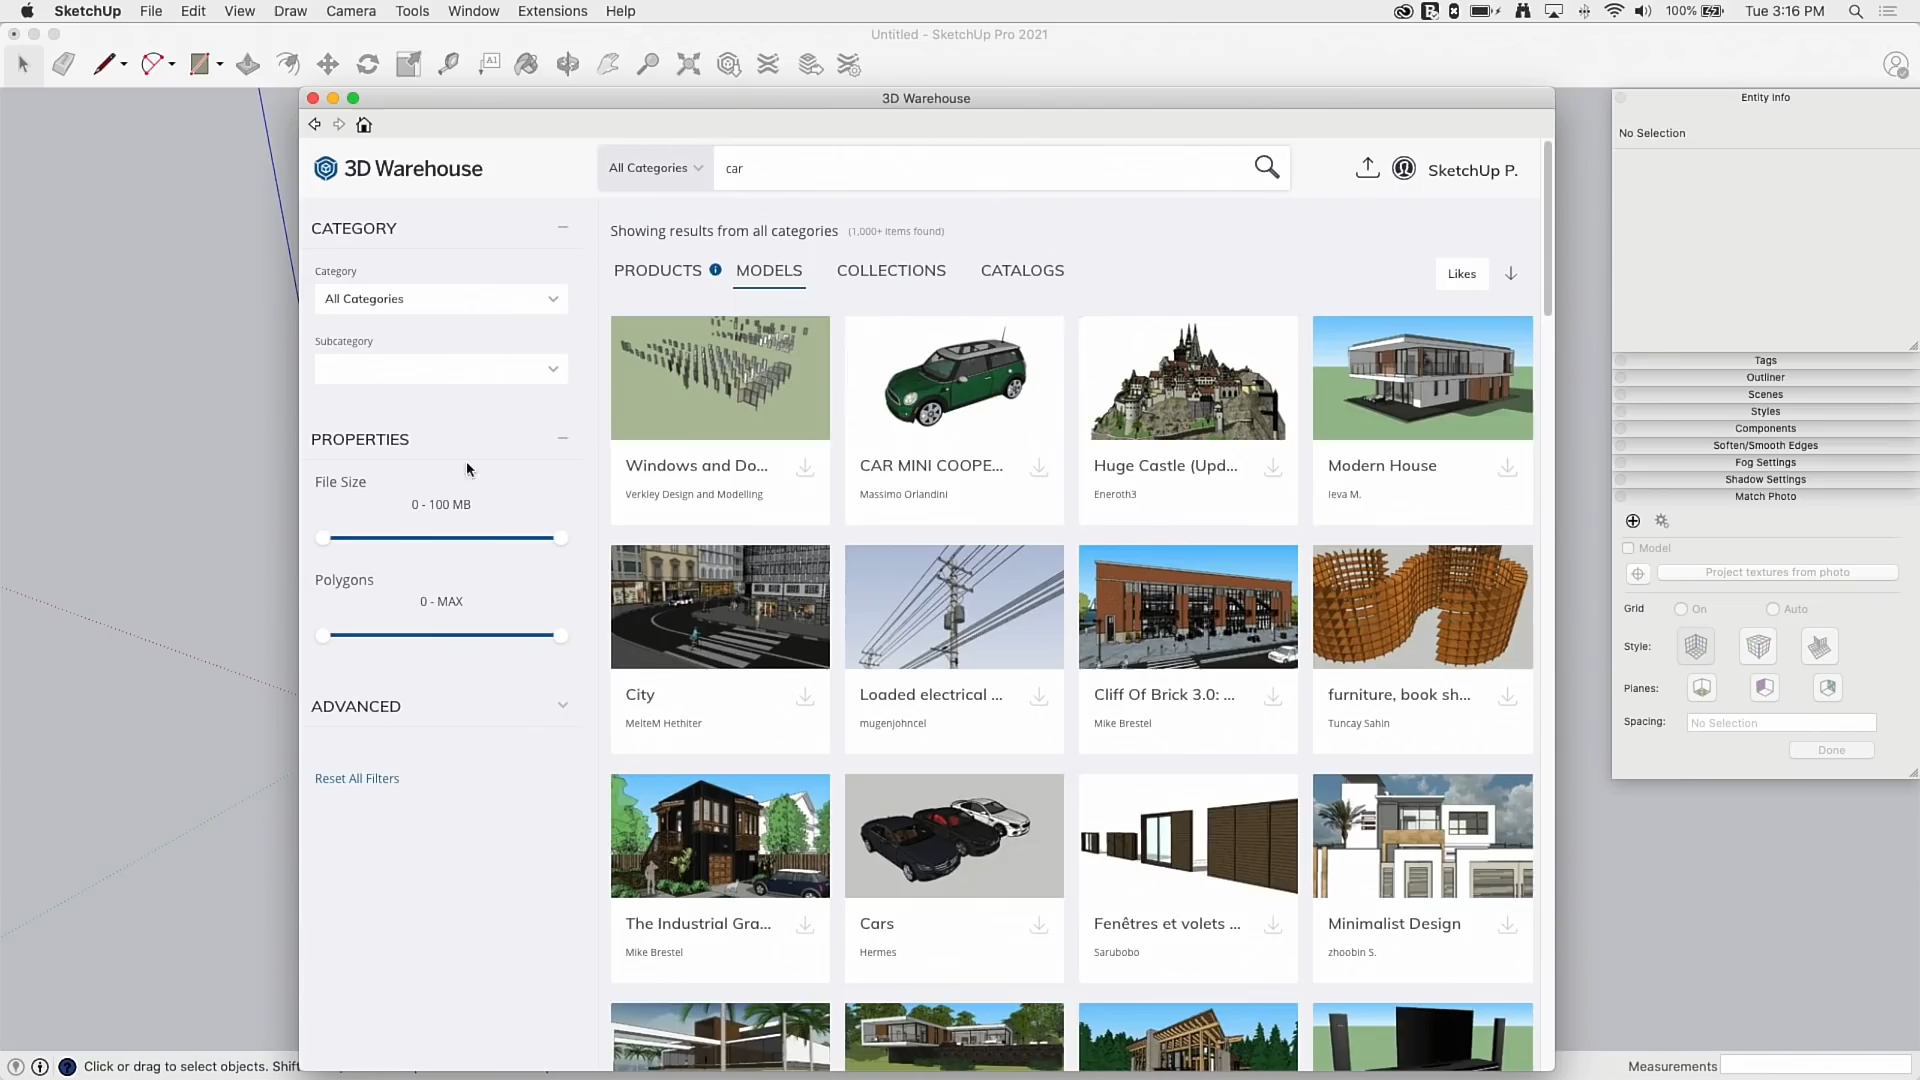 SketchUp File Edit View Draw Camera Tools Window Extensions Help 100% Tue 3:16 PM
Untitled - SketchUp Pro 2021
A1
3D Warehouse
3D Warehouse All Categories car SketchUp P.
CATEGORY
Category
All Categories
Subcategory
PROPERTIES
File Size
0 - 100 MB
Polygons
0 - MAX
ADVANCED
Reset All Filters
Showing results from all categories (1,000+ items found)
PRODUCTS i MODELS COLLECTIONS CATALOGS Likes
Windows and Do... CAR MINI COOPE... Huge Castle (Upd... Modern House
Verkley Design and Modelling Massimo Orlandini Eneroth3 Ieva M.
City Loaded electrical ... Cliff Of Brick 3.0: ... furniture, book sh...
MelteM Hethiter mugenjohncel Mike Brestel Tuncay Sahin
The Industrial Gra... Cars Fenêtres et volets ... Minimalist Design
Mike Brestel Hermes Sarubobo zhoobin S.
Entity Info
No Selection
Tags
Outliner
Scenes
Styles
Components
Soften/Smooth Edges
Fog Settings
Shadow Settings
Match Photo
Model
Project textures from photo
Grid On Auto
Style:
Planes:
Spacing: No Selection
Done
Click or drag to select objects. Shift
Measurements